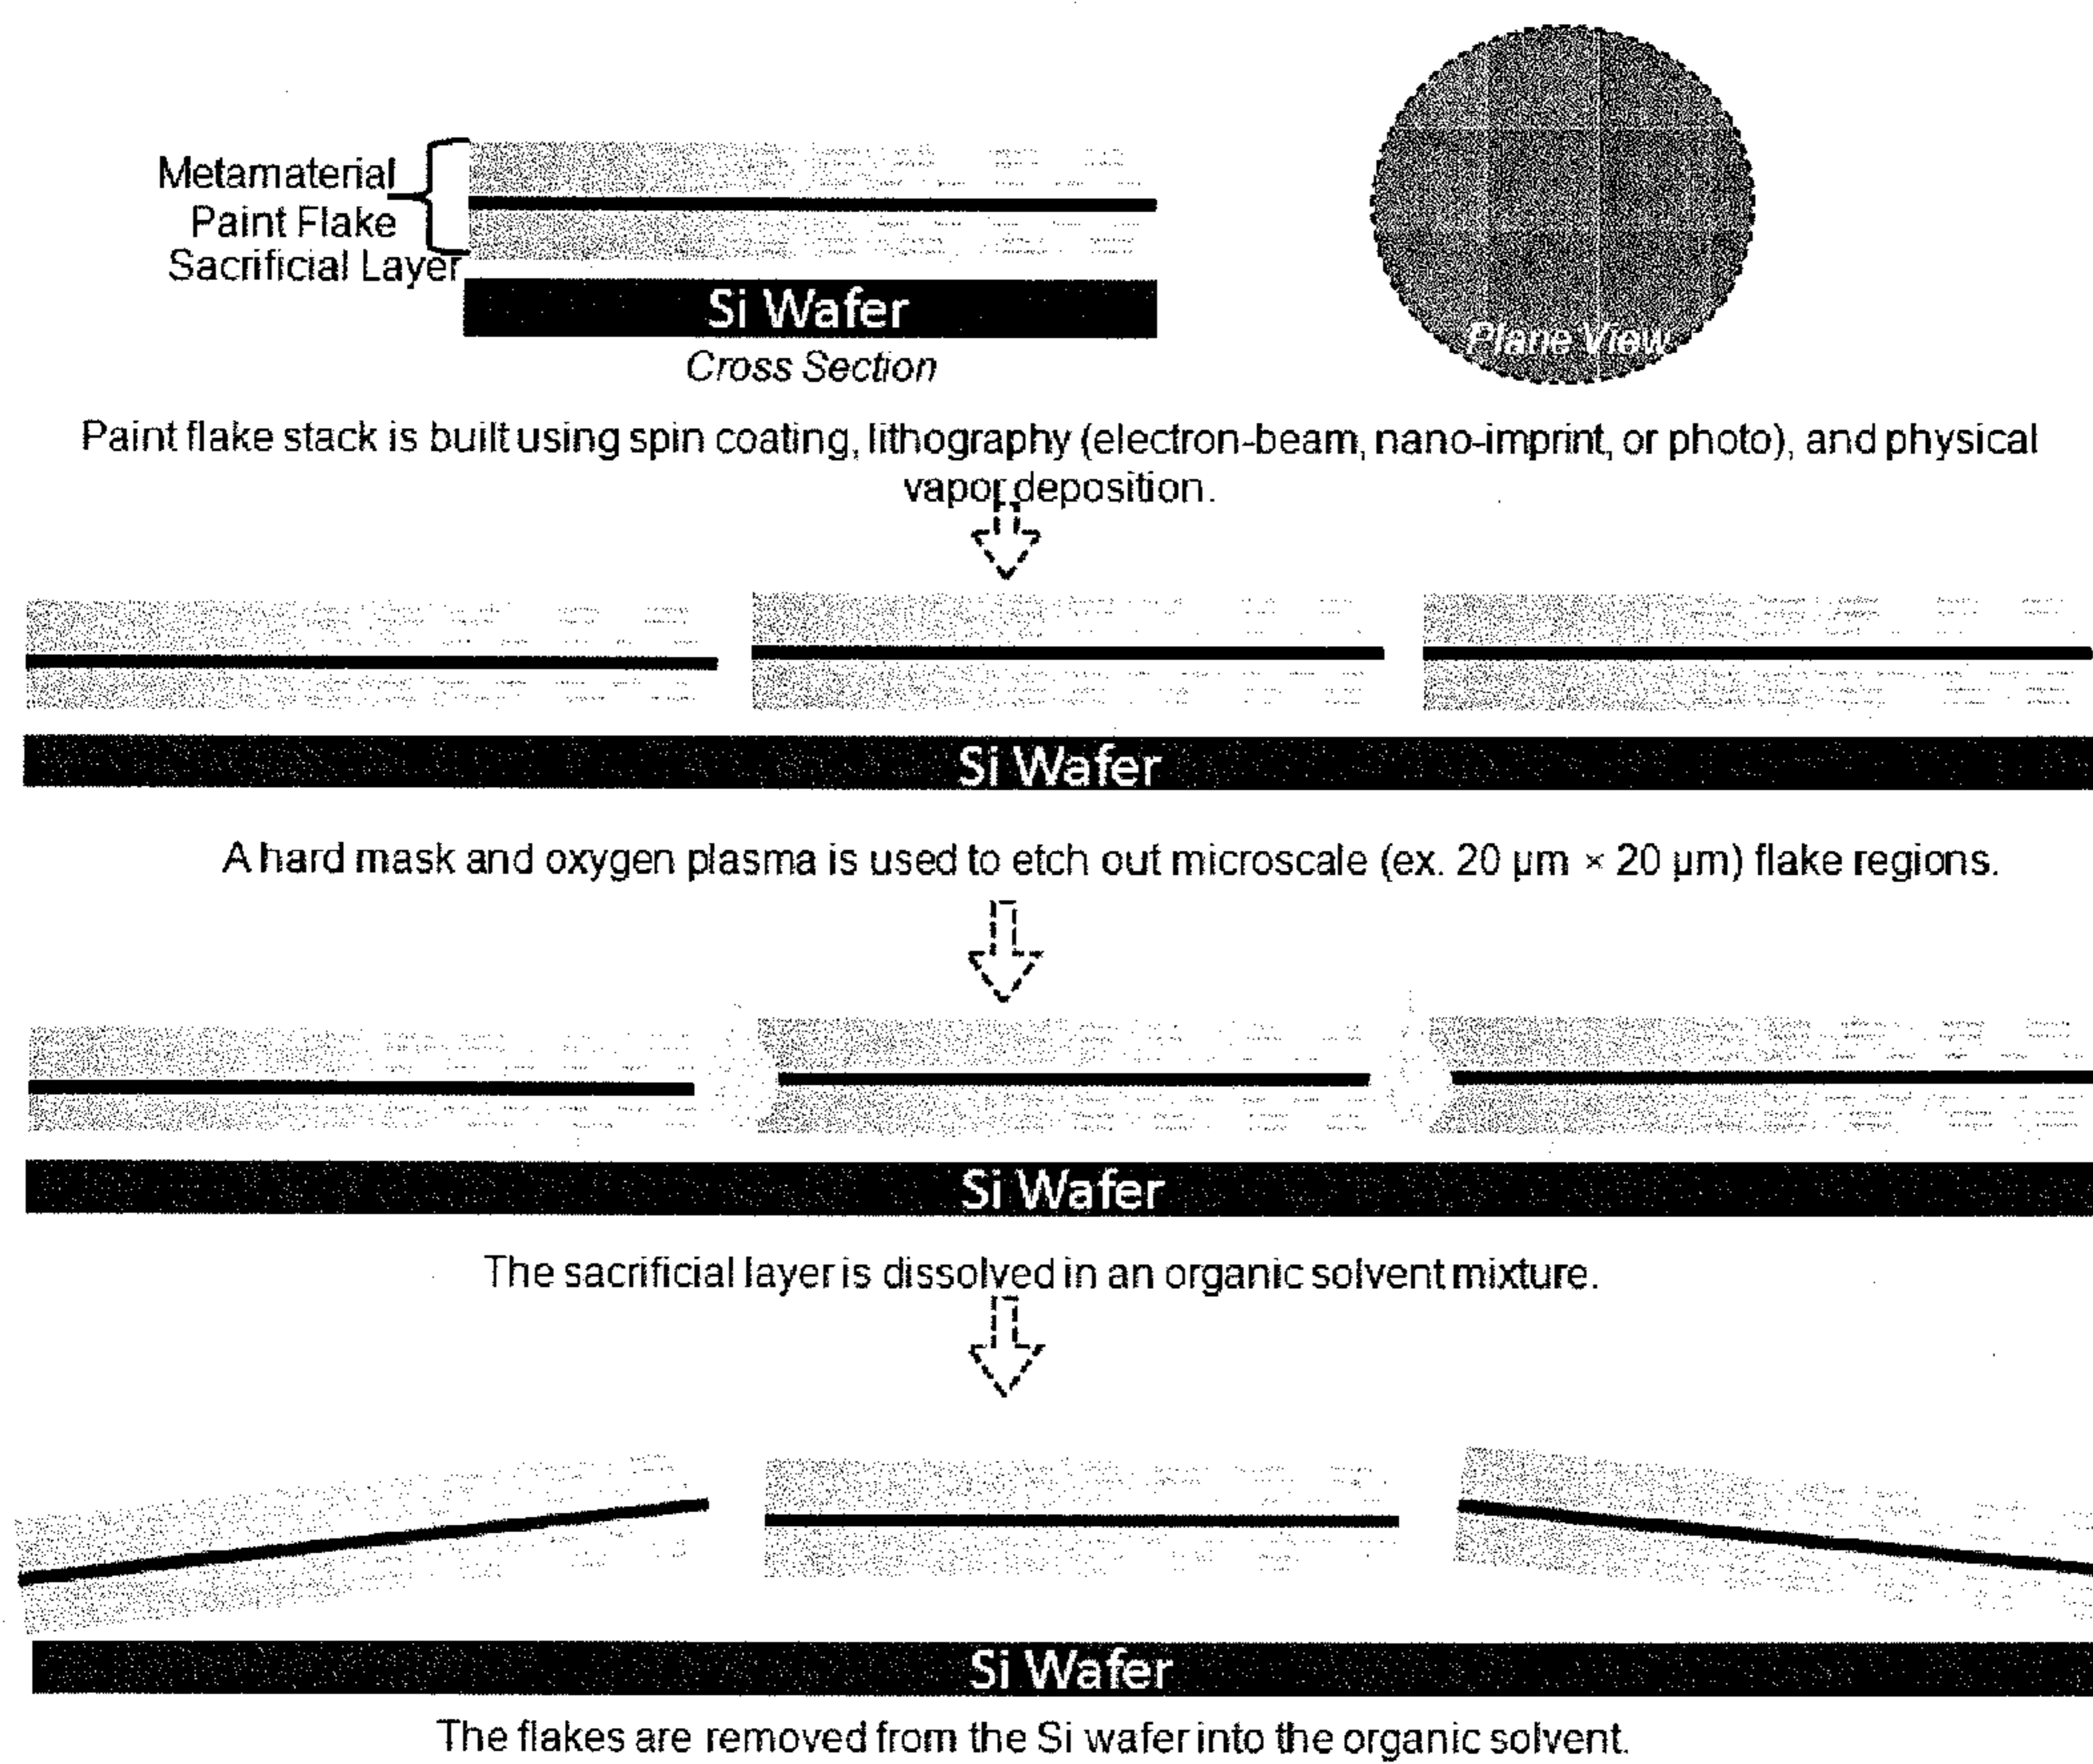 Metamaterial
Paint Flake
Sacrificial Layer
Si Wafer
Cross Section
Plane View
Paint flake stack is built using spin coating, lithography (electron-beam, nano-imprint, or photo), and physical
vapor deposition.
Si Wafer
A hard mask and oxygen plasma is used to etch out microscale (ex. 20 µm × 20 µm) flake regions.
Si Wafer
The sacrificial layer is dissolved in an organic solvent mixture.
Si Wafer
The flakes are removed from the Si wafer into the organic solvent.